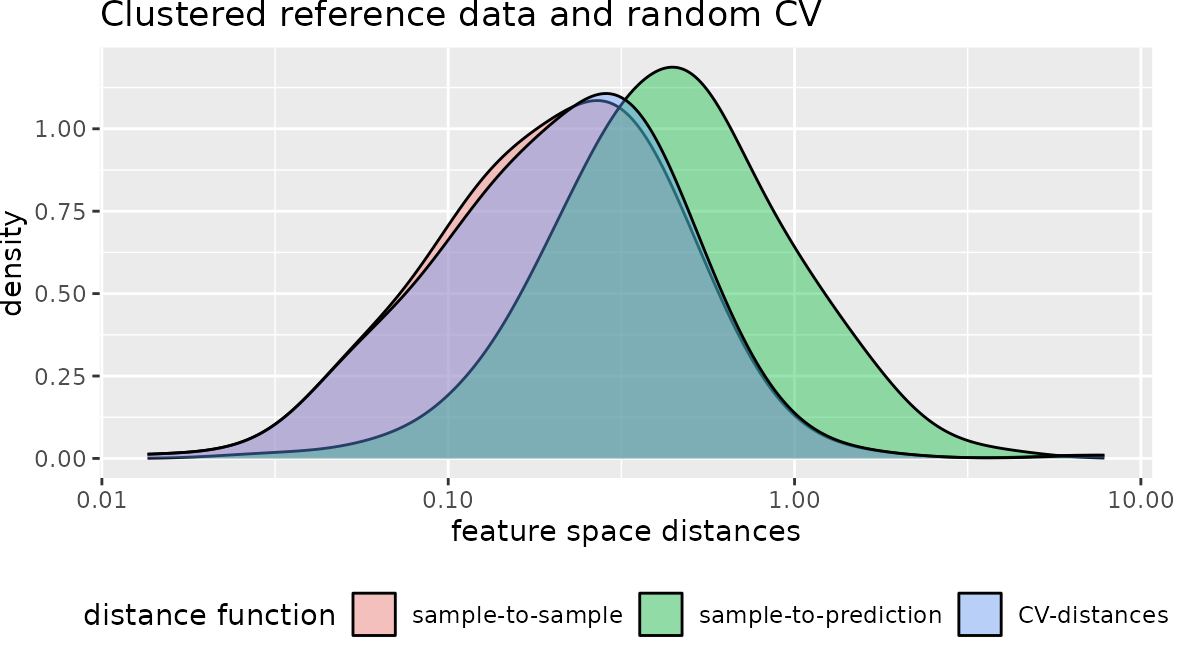 Clustered reference data and random CV
density
1.00
0.75
0.50
0.25
0.00
0.01 0.10 1.00 10.00
feature space distances
distance function sample-to-sample sample-to-prediction CV-distances